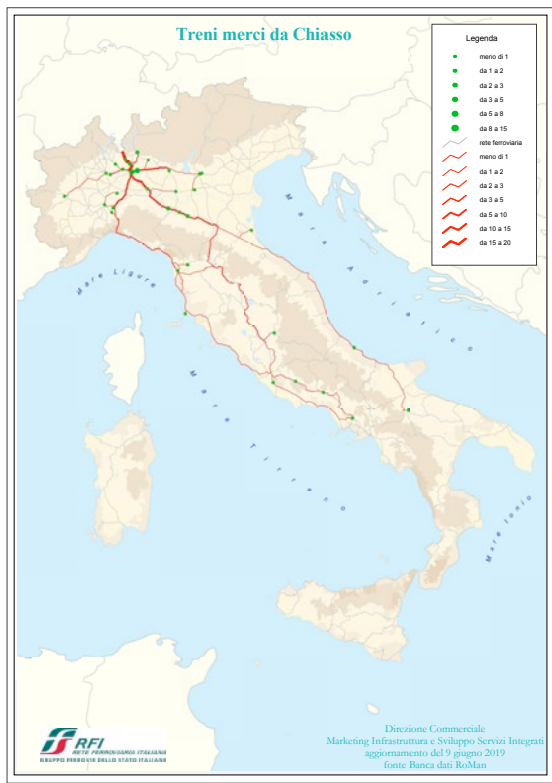 Treni merci da Chiasso
Legenda
meno di 1
da 1 a 2
da 2 a 3
da 3 a 5
da 5 a 8
da 8 a 15
rete ferroviaria
meno di 1
da 1 a 2
da 2 a 3
da 3 a 5
da 5 a 10
da 10 a 15
da 15 a 20
Mare Adriatico
Mare Ligure
Mare Tirreno
Mare Ionio
RFI
RETE FERROVIARIA ITALIANA
GRUPPO FERROVIE DELLO STATO ITALIANE
Direzione Commerciale
Marketing Infrastruttura e Sviluppo Servizi Integrati
aggiornamento del 9 giugno 2019
fonte Banca dati RoMan